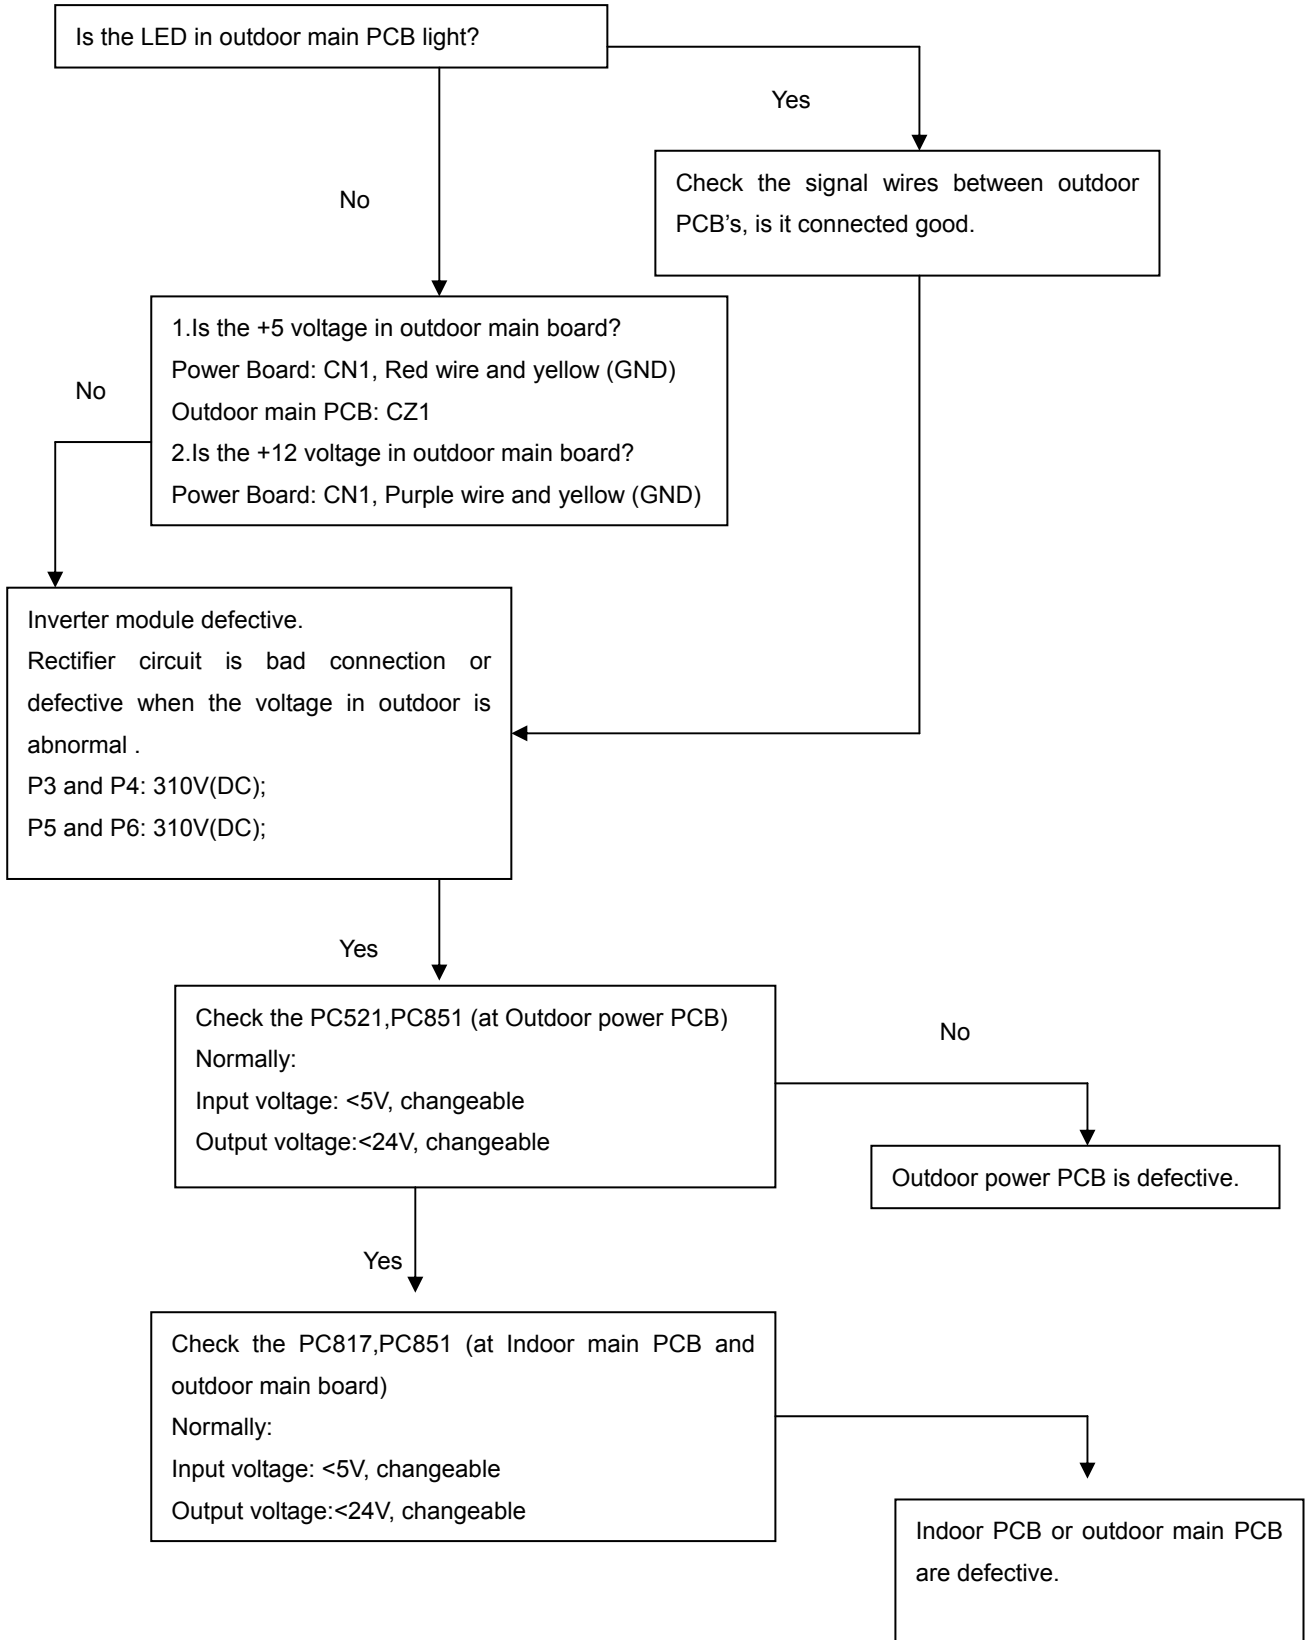 Is the LED in outdoor main PCB light?
Yes
Check the signal wires between outdoor
PCB’s, is it connected good.
No
1.Is the +5 voltage in outdoor main board?
Power Board: CN1, Red wire and yellow (GND)
Outdoor main PCB: CZ1
2.Is the +12 voltage in outdoor main board?
Power Board: CN1, Purple wire and yellow (GND)
No
Inverter module defective.
Rectifier circuit is bad connection or
defective when the voltage in outdoor is
abnormal .
P3 and P4: 310V(DC);
P5 and P6: 310V(DC);
Yes
Check the PC521,PC851 (at Outdoor power PCB)
Normally:
Input voltage: <5V, changeable
Output voltage:<24V, changeable
No
Outdoor power PCB is defective.
Yes
Check the PC817,PC851 (at Indoor main PCB and
outdoor main board)
Normally:
Input voltage: <5V, changeable
Output voltage:<24V, changeable
Indoor PCB or outdoor main PCB
are defective.